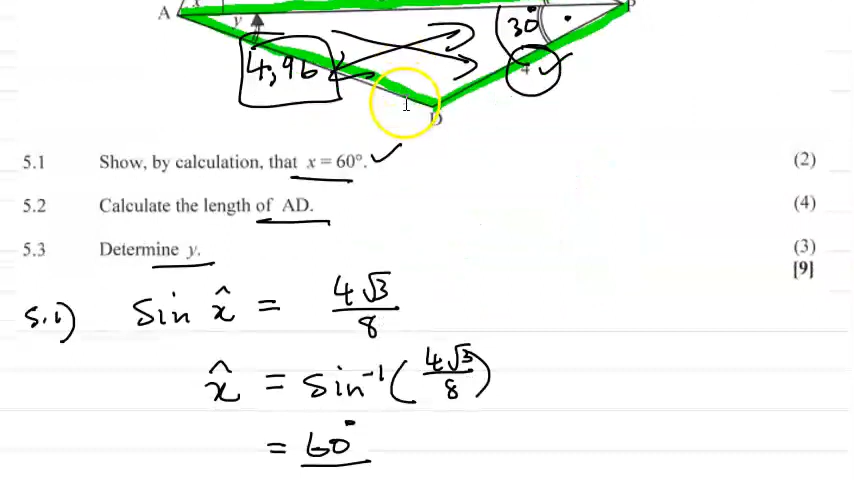 A
y
30°
4,96
4
D
5.1 Show, by calculation, that x = 60°. (2)
5.2 Calculate the length of AD. (4)
5.3 Determine y. (3)
[9]
5.1) sin x̂ = 4√3/8
x̂ = sin⁻¹(4√3/8)
= 60°